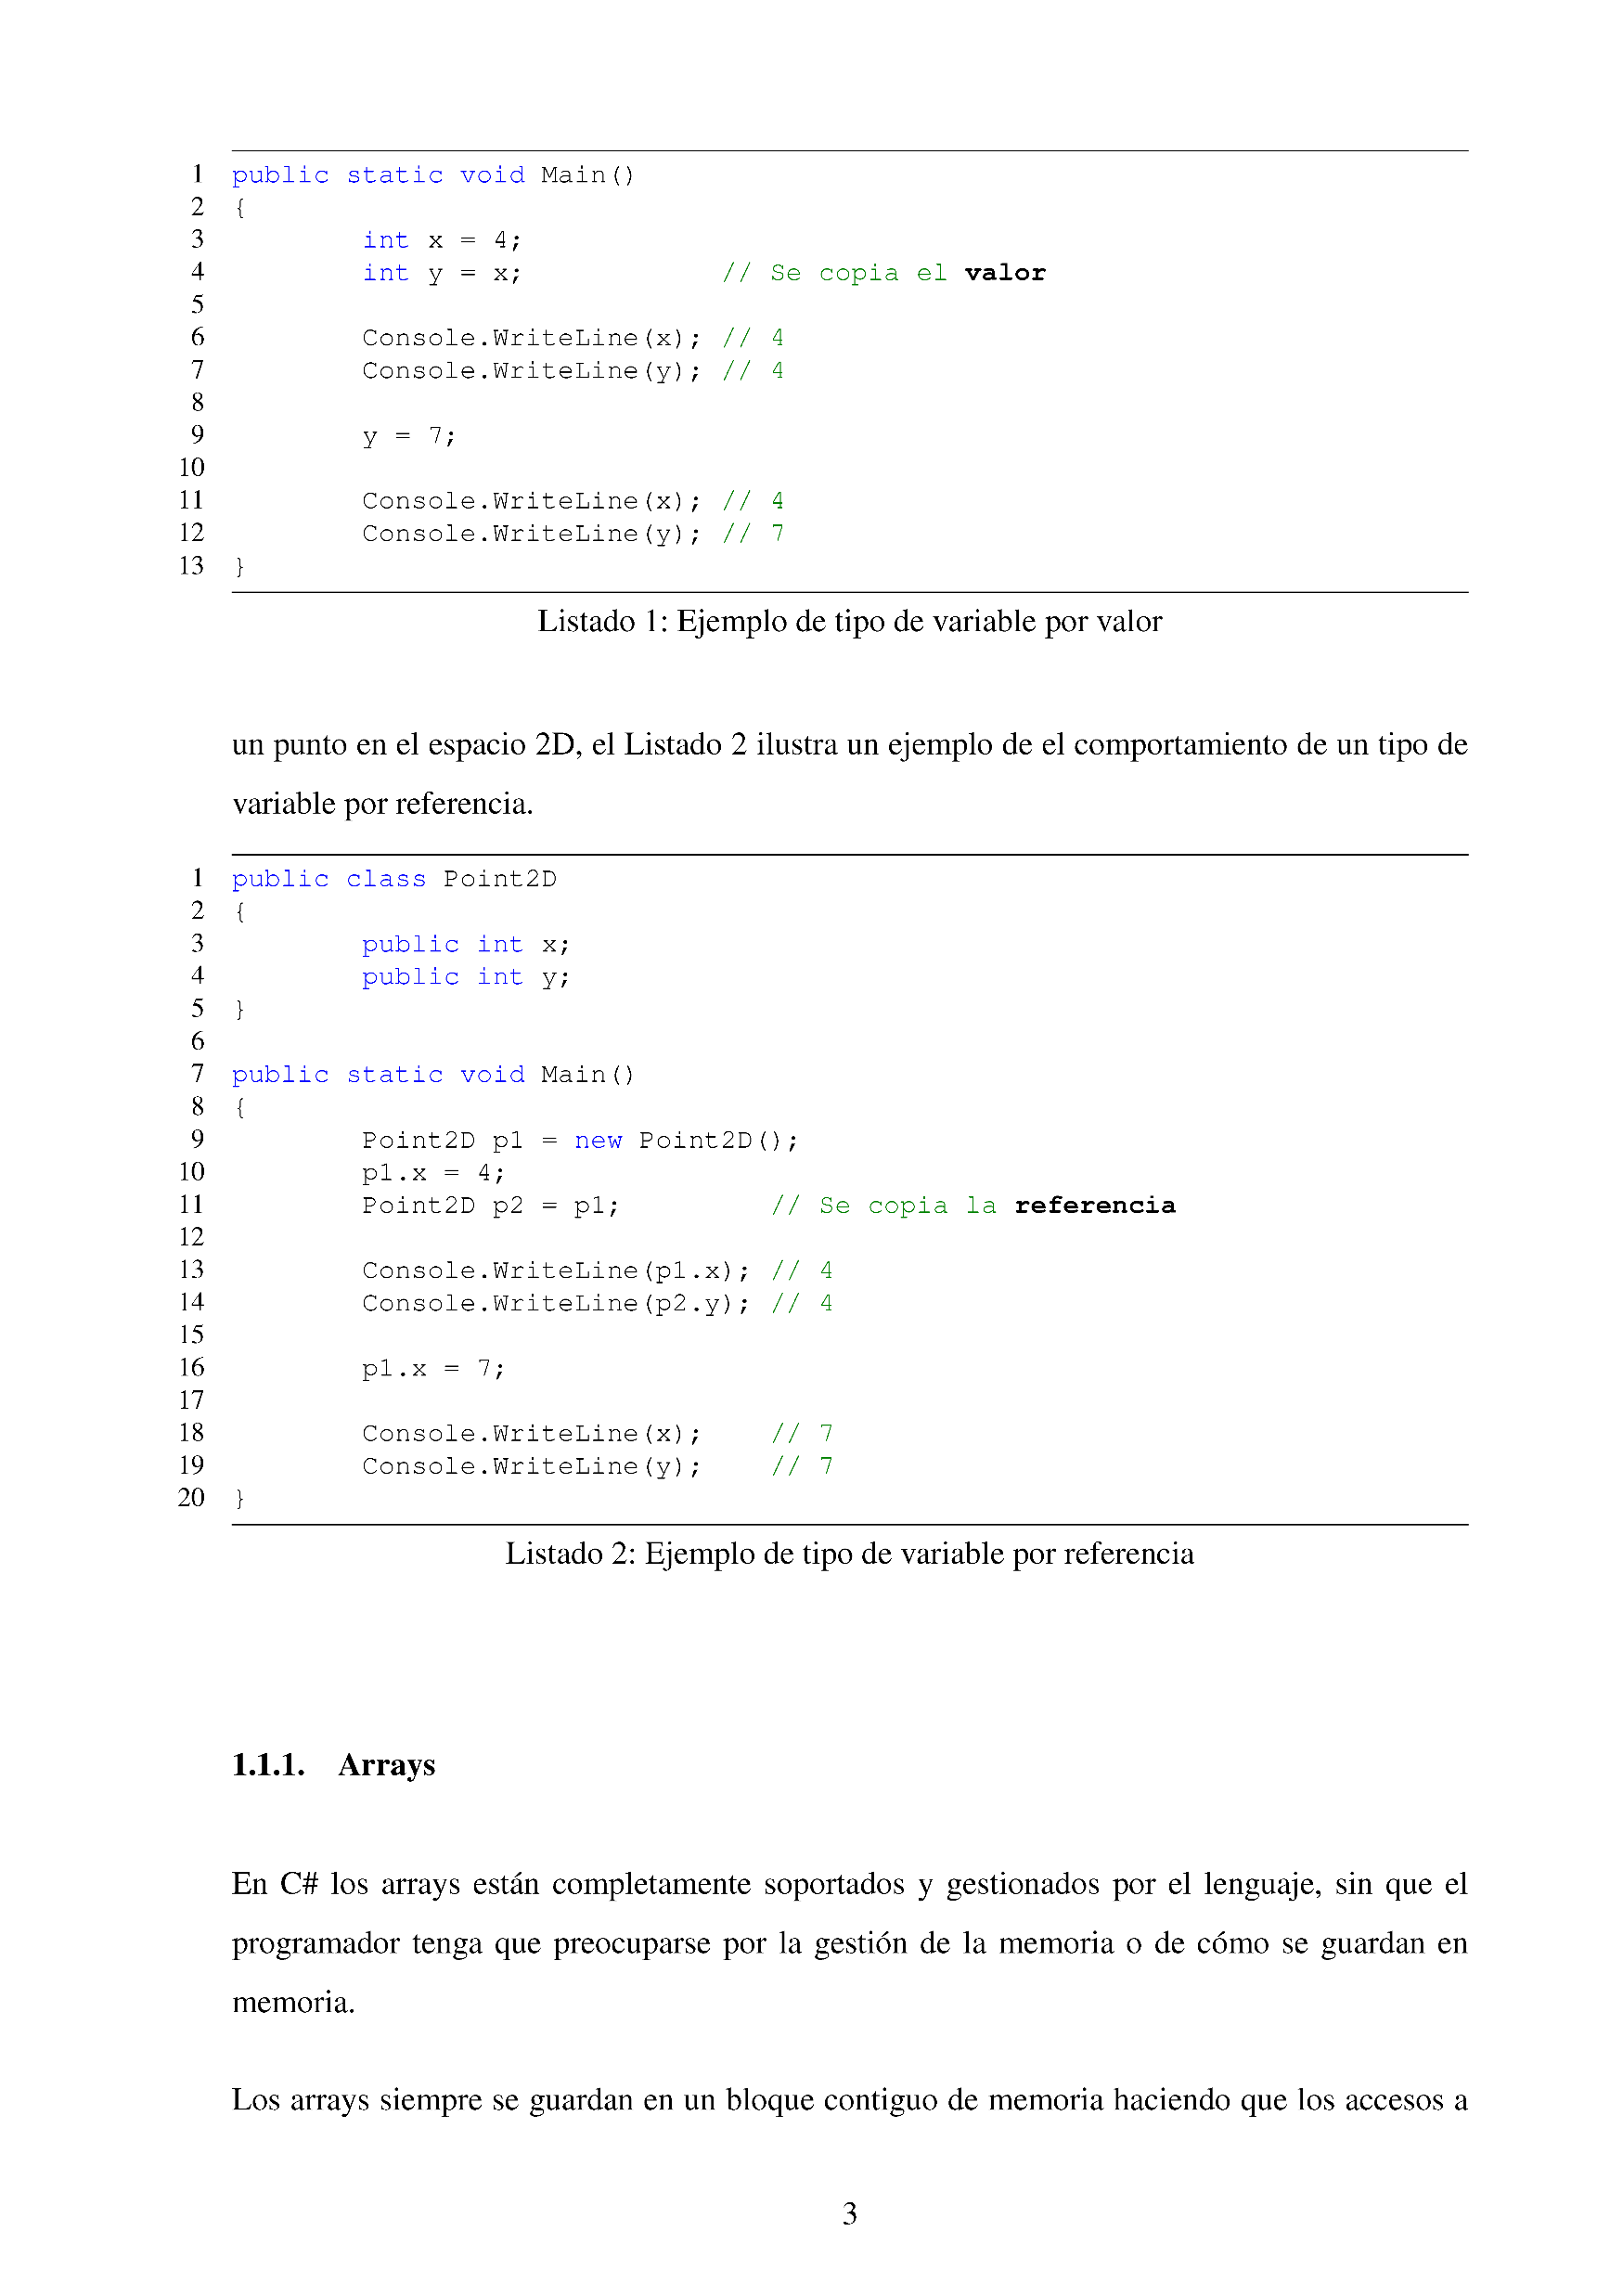 1 public static void Main()
2 {
3 int x = 4;
4 int y = x; // Se copia el valor
5
6 Console.WriteLine(x); // 4
7 Console.WriteLine(y); // 4
8
9 y = 7;
10
11 Console.WriteLine(x); // 4
12 Console.WriteLine(y); // 7
13 }
Listado 1: Ejemplo de tipo de variable por valor
un punto en el espacio 2D, el Listado 2 ilustra un ejemplo de el comportamiento de un tipo de
variable por referencia.
1 public class Point2D
2 {
3 public int x;
4 public int y;
5 }
6
7 public static void Main()
8 {
9 Point2D p1 = new Point2D();
10 p1.x = 4;
11 Point2D p2 = p1; // Se copia la referencia
12
13 Console.WriteLine(p1.x); // 4
14 Console.WriteLine(p2.y); // 4
15
16 p1.x = 7;
17
18 Console.WriteLine(x); // 7
19 Console.WriteLine(y); // 7
20 }
Listado 2: Ejemplo de tipo de variable por referencia
1.1.1. Arrays
En C# los arrays están completamente soportados y gestionados por el lenguaje, sin que el
programador tenga que preocuparse por la gestión de la memoria o de cómo se guardan en
memoria.
Los arrays siempre se guardan en un bloque contiguo de memoria haciendo que los accesos a
3